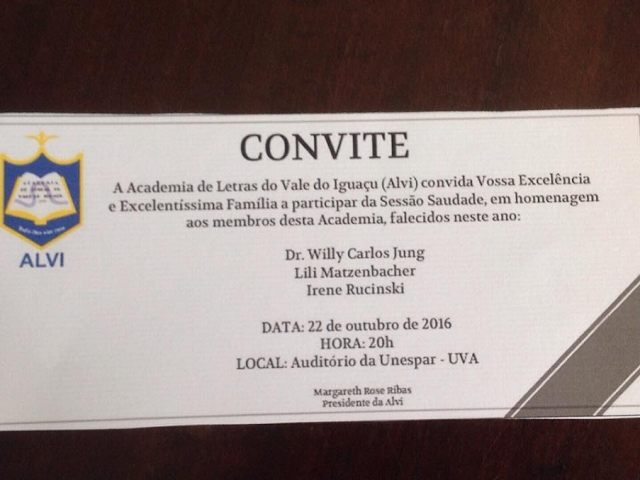 CONVITE
A Academia de Letras do Vale do Iguaçu (Alvi) convida Vossa Excelência
e Excelentíssima Família a participar da Sessão Saudade, em homenagem
aos membros desta Academia, falecidos neste ano:
Dr. Willy Carlos Jung
Lili Matzenbacher
Irene Rucinski
DATA: 22 de outubro de 2016
HORA: 20h
LOCAL: Auditório da Unespar - UVA
Margareth Rose Ribas
Presidente da Alvi
ALVI